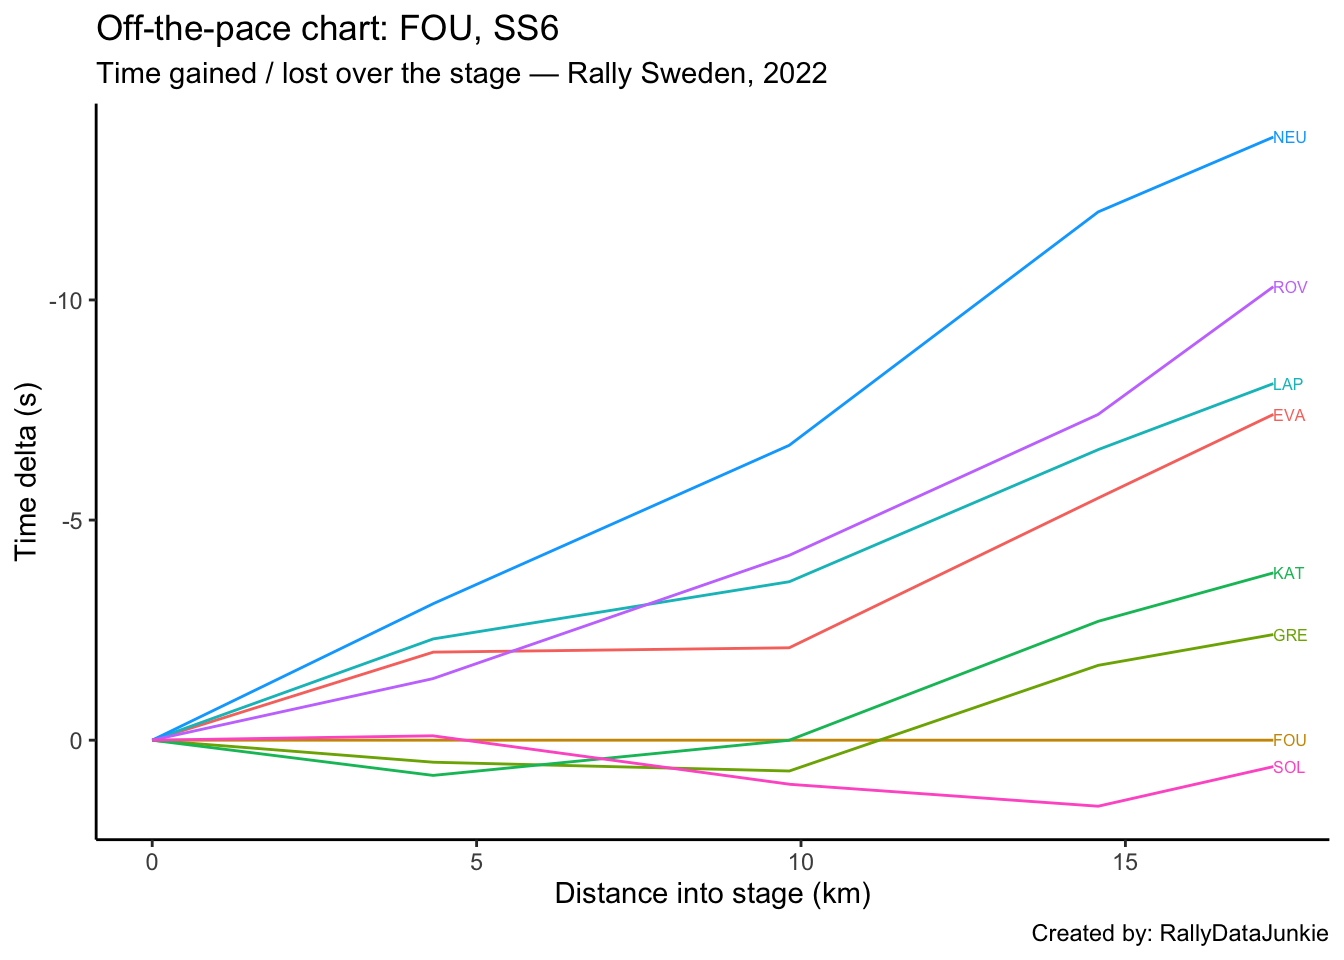 Off-the-pace chart: FOU, SS6
Time gained / lost over the stage — Rally Sweden, 2022
NEU
ROV
LAP
EVA
KAT
GRE
FOU
SOL
-10
-5
0
Time delta (s)
0 5 10 15
Distance into stage (km)
Created by: RallyDataJunkie